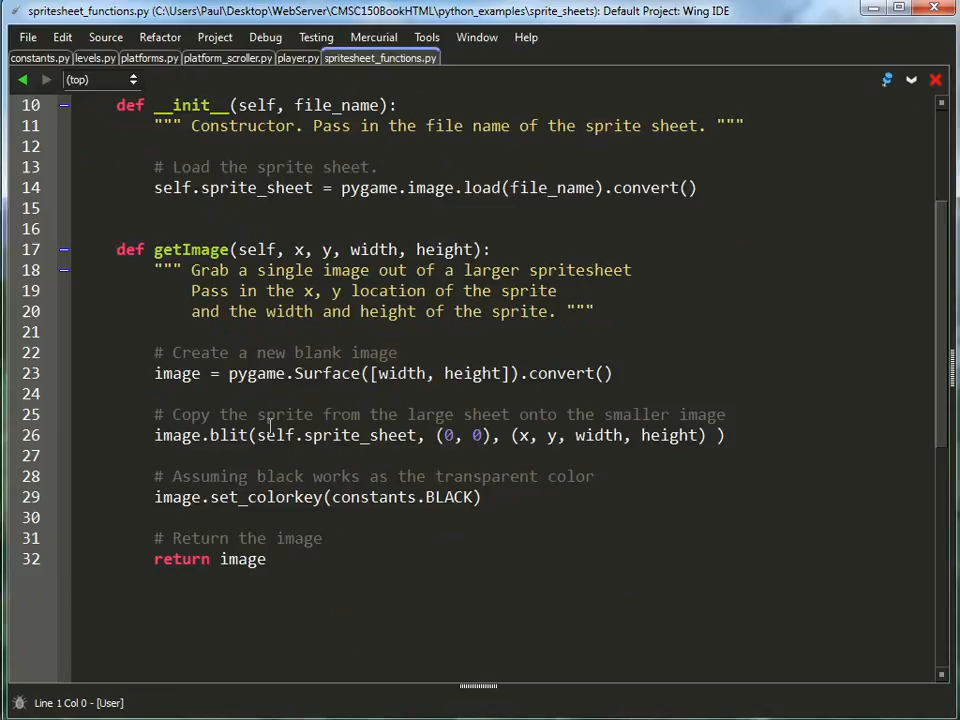 spritesheet_functions.py (C:\Users\Paul\Desktop\WebServer\CMSC150BookHTML\python_examples\sprite_sheets): Default Project: Wing IDE
File Edit Source Refactor Project Debug Testing Mercurial Tools Window Help
constants.py levels.py platforms.py platform_scroller.py player.py spritesheet_functions.py
(top)
10 def __init__(self, file_name):
11 """ Constructor. Pass in the file name of the sprite sheet. """
12
13 # Load the sprite sheet.
14 self.sprite_sheet = pygame.image.load(file_name).convert()
15
16
17 def getImage(self, x, y, width, height):
18 """ Grab a single image out of a larger spritesheet
19 Pass in the x, y location of the sprite
20 and the width and height of the sprite. """
21
22 # Create a new blank image
23 image = pygame.Surface([width, height]).convert()
24
25 # Copy the sprite from the large sheet onto the smaller image
26 image.blit(self.sprite_sheet, (0, 0), (x, y, width, height) )
27
28 # Assuming black works as the transparent color
29 image.set_colorkey(constants.BLACK)
30
31 # Return the image
32 return image
Line 1 Col 0 - [User]